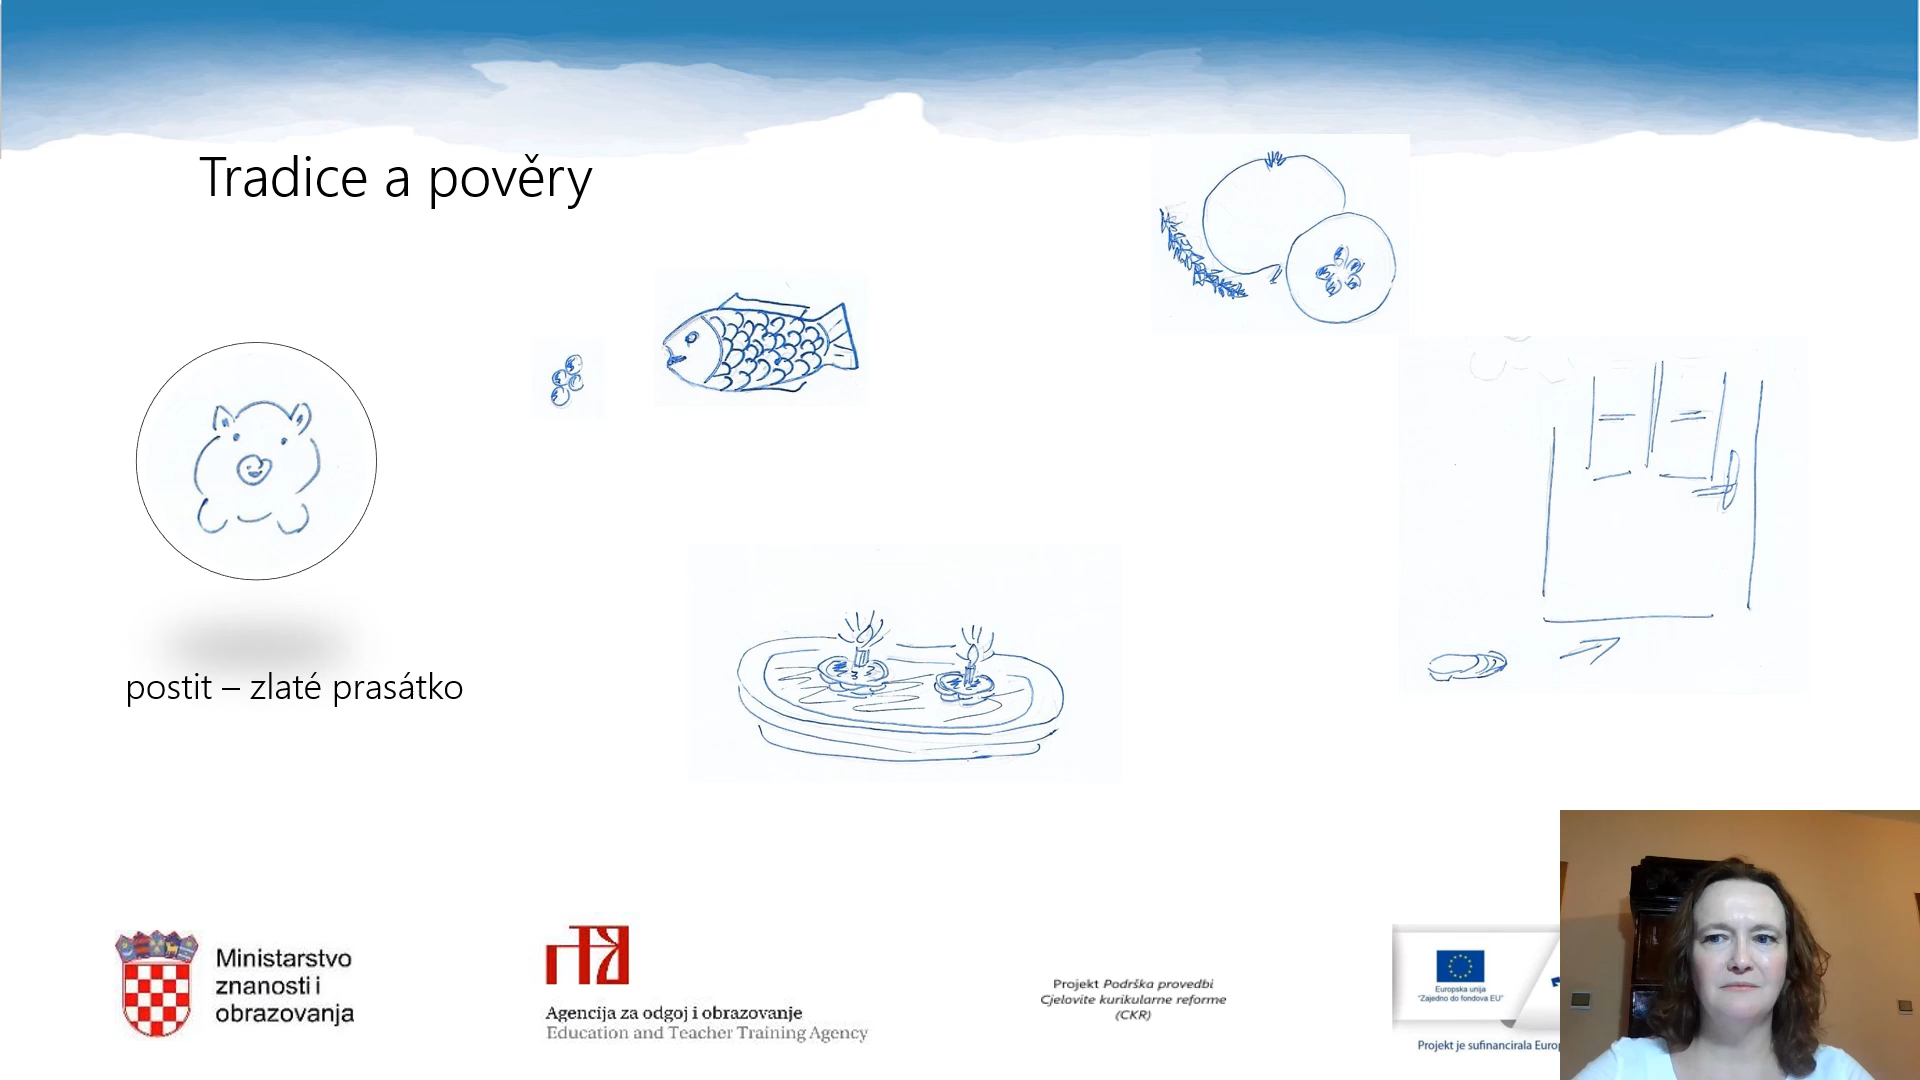 Tradice a pověry
postit – zlaté prasátko
Ministarstvo
znanosti i
obrazovanja
Agencija za odgoj i obrazovanje
Education and Teacher Training Agency
Projekt Podrška provedbi
Cjelovite kurikularne reforme
(CKR)
Europska unija
"Zajedno do fondova EU"
Projekt je sufinancirala